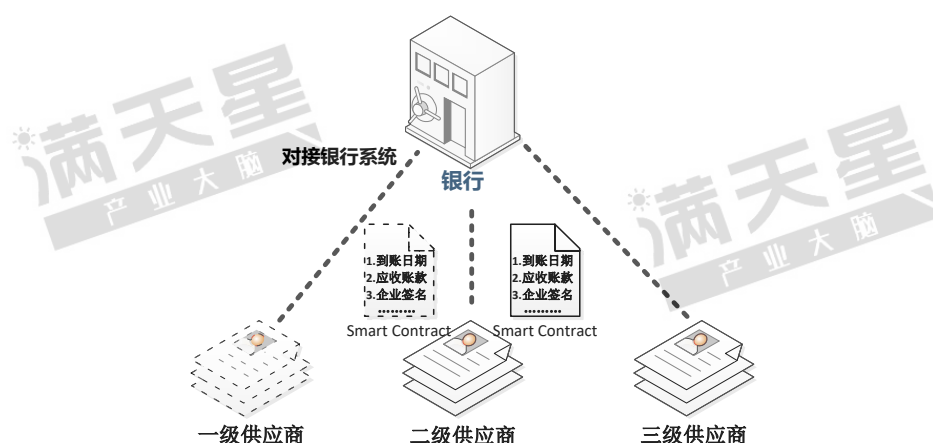 满天星
产业大脑
对接银行系统
银行
满天星
产业大脑
1.到账日期
2.应收账款
3.企业签名
………
Smart Contract
1.到账日期
2.应收账款
3.企业签名
………
Smart Contract
一级供应商
二级供应商
三级供应商